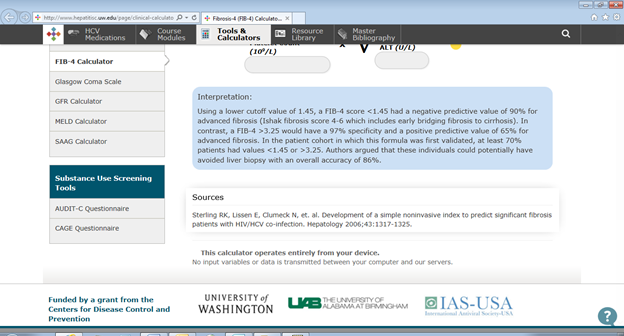 http://www.hepatitisc.uw.edu/page/clinical-calculatc
Fibrosis-4 (FIB-4) Calculato...
HCV Medications
Course Modules
Tools & Calculators
Resource Library
Master Bibliography
(10⁹/L)
ALT (U/L)
FIB-4 Calculator
Glasgow Coma Scale
GFR Calculator
MELD Calculator
SAAG Calculator
Substance Use Screening
Tools
AUDIT-C Questionnaire
CAGE Questionnaire
Interpretation:
Using a lower cutoff value of 1.45, a FIB-4 score <1.45 had a negative predictive value of 90% for
advanced fibrosis (Ishak fibrosis score 4-6 which includes early bridging fibrosis to cirrhosis). In
contrast, a FIB-4 >3.25 would have a 97% specificity and a positive predictive value of 65% for
advanced fibrosis. In the patient cohort in which this formula was first validated, at least 70%
patients had values <1.45 or >3.25. Authors argued that these individuals could potentially have
avoided liver biopsy with an overall accuracy of 86%.
Sources
Sterling RK, Lissen E, Clumeck N, et. al. Development of a simple noninvasive index to predict significant fibrosis
patients with HIV/HCV co-infection. Hepatology 2006;43:1317-1325.
This calculator operates entirely from your device.
No input variables or data is transmitted between your computer and our servers.
Funded by a grant from the
Centers for Disease Control and
Prevention
UNIVERSITY of
WASHINGTON
UAB THE UNIVERSITY OF
ALABAMA AT BIRMINGHAM
IAS-USA
International Antiviral Society-USA
?